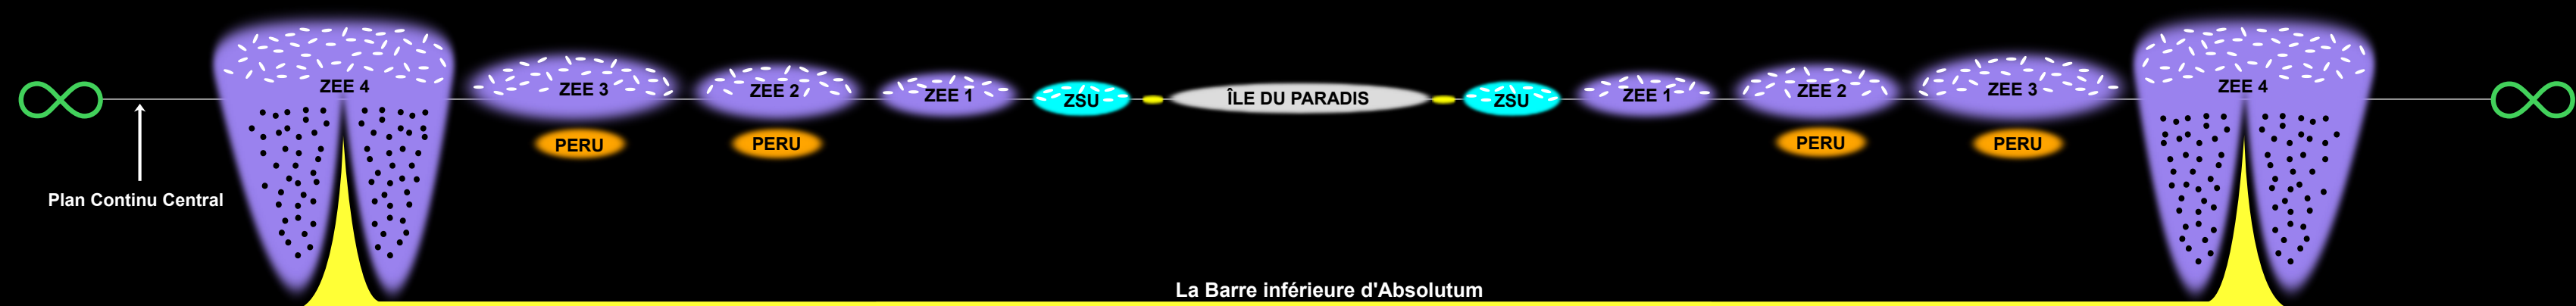 ZEE 4
ZEE 3
ZEE 2
ZEE 1
ZSU
ÎLE DU PARADIS
ZSU
ZEE 1
ZEE 2
ZEE 3
ZEE 4
PERU
PERU
PERU
PERU
Plan Continu Central
La Barre inférieure d'Absolutum